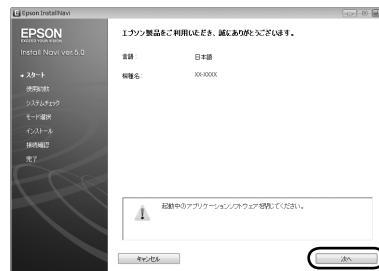 Epson InstallNavi
EPSON
EXCEED YOUR VISION
Install Navi ver.5.0
エプソン製品をご利用いただき、誠にありがとうございます。
言語: 日本語
機種名: XX-XXXX
スタート
使用許諾
システムチェック
モード選択
インストール
接続確認
完了
起動中のアプリケーションソフトウェアを閉じてください。
キャンセル
次へ